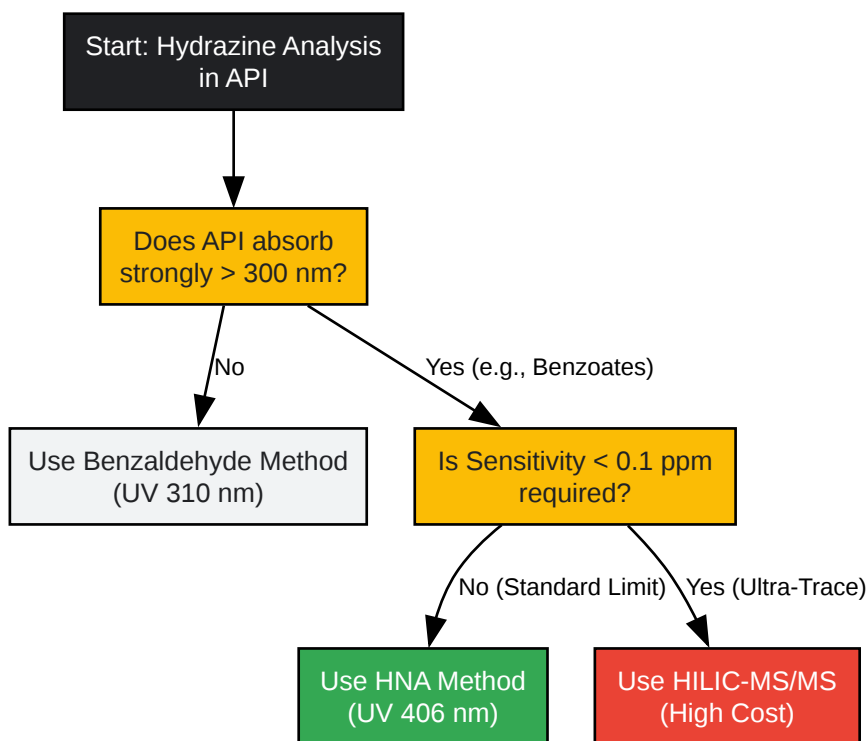 Start: Hydrazine Analysis
in API
Does API absorb
strongly > 300 nm?
No
Yes (e.g., Benzoates)
Use Benzaldehyde Method
(UV 310 nm)
Is Sensitivity < 0.1 ppm
required?
No (Standard Limit)
Yes (Ultra-Trace)
Use HNA Method
(UV 406 nm)
Use HILIC-MS/MS
(High Cost)